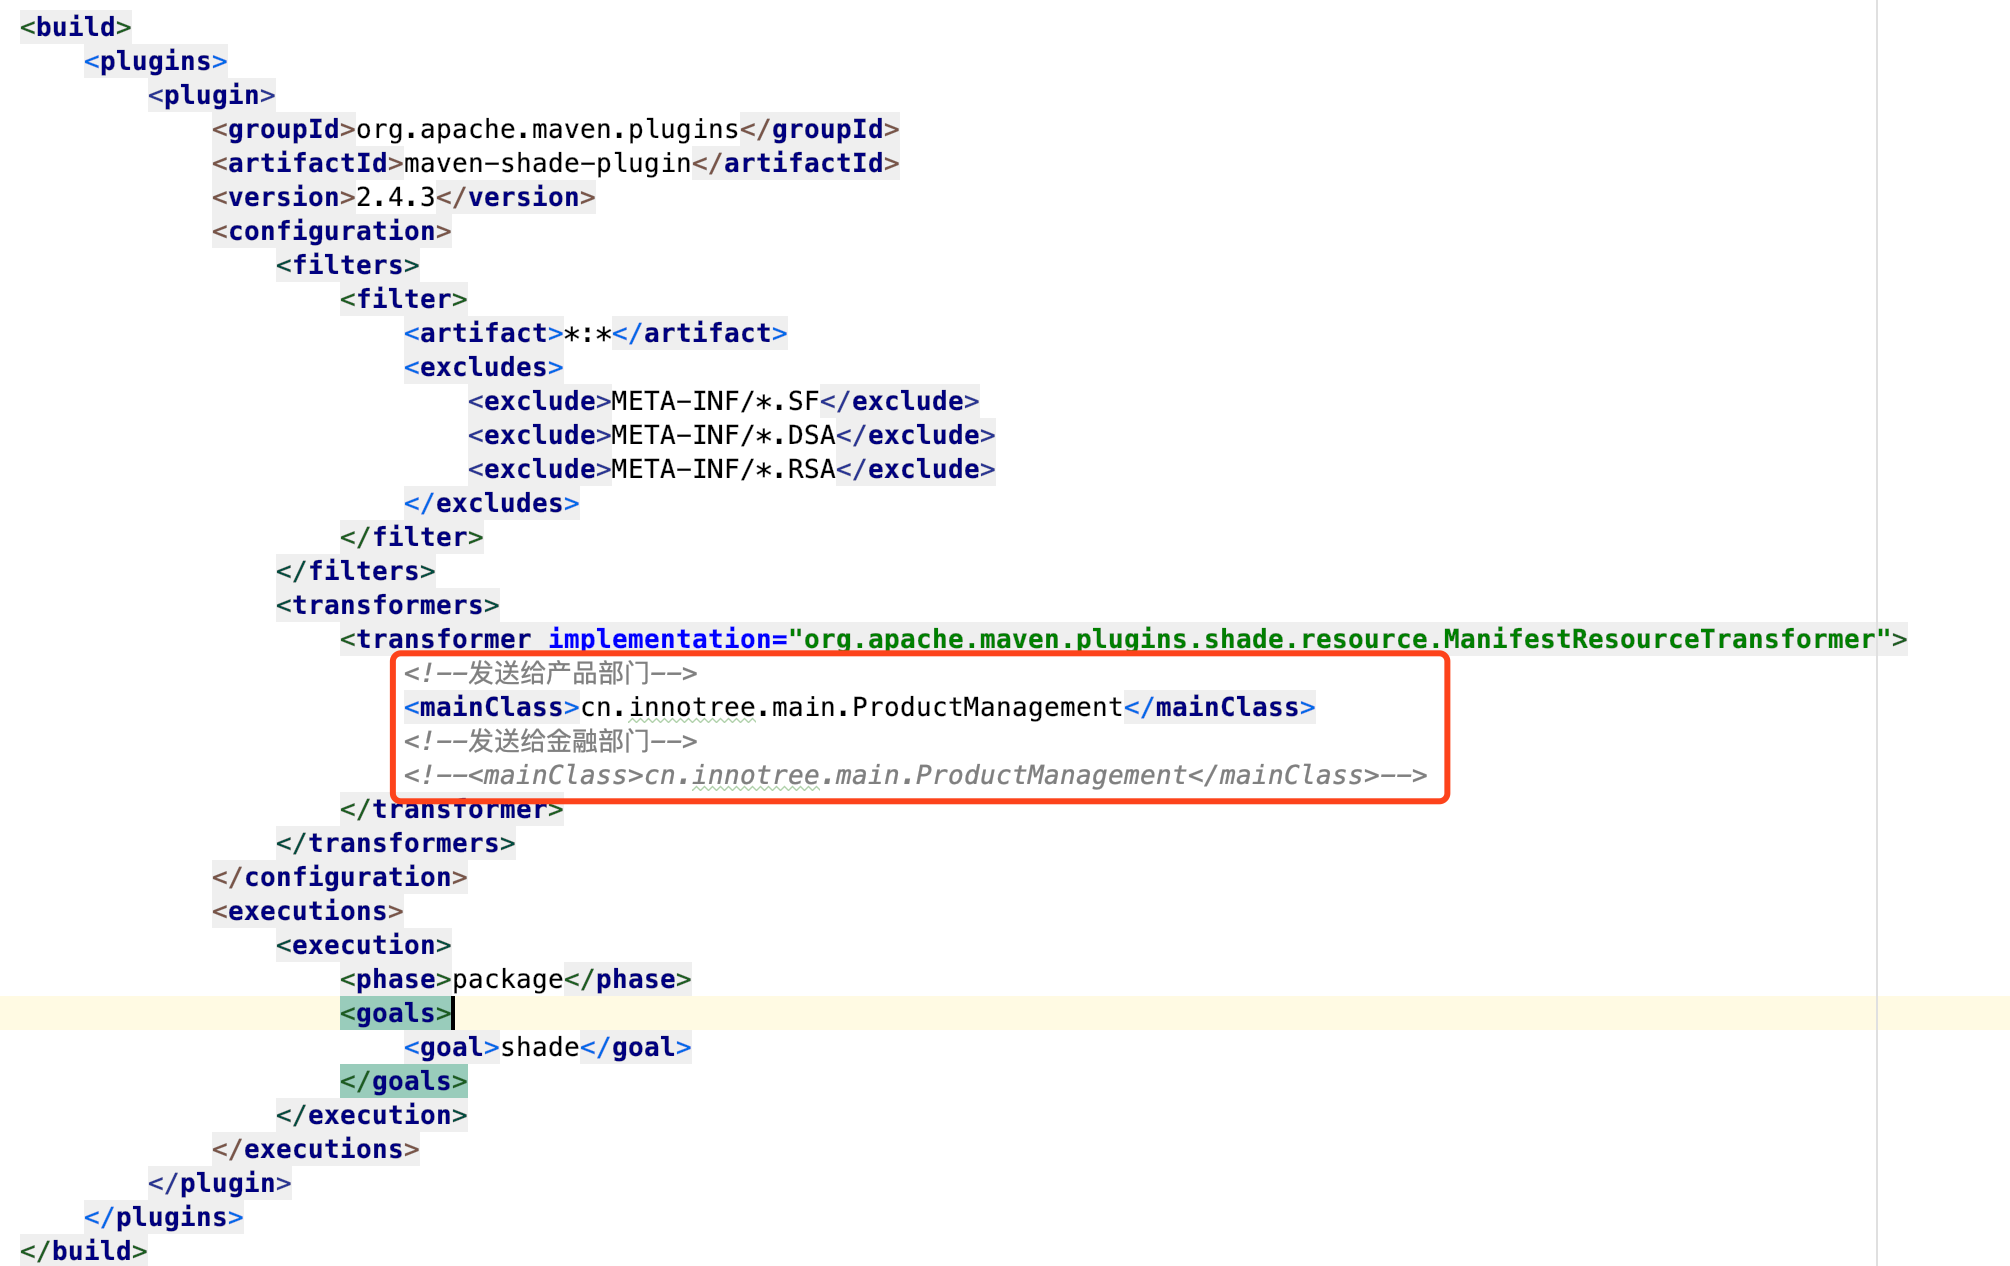 <build>
<plugins>
<plugin>
<groupId>org.apache.maven.plugins</groupId>
<artifactId>maven-shade-plugin</artifactId>
<version>2.4.3</version>
<configuration>
<filters>
<filter>
<artifact>*:*</artifact>
<excludes>
<exclude>META-INF/*.SF</exclude>
<exclude>META-INF/*.DSA</exclude>
<exclude>META-INF/*.RSA</exclude>
</excludes>
</filter>
</filters>
<transformers>
<transformer implementation="org.apache.maven.plugins.shade.resource.ManifestResourceTransformer">
<!--发送给产品部门-->
<mainClass>cn.innotree.main.ProductManagement</mainClass>
<!--发送给金融部门-->
<!--<mainClass>cn.innotree.main.ProductManagement</mainClass>-->
</transformer>
</transformers>
</configuration>
<executions>
<execution>
<phase>package</phase>
<goals>
<goal>shade</goal>
</goals>
</execution>
</executions>
</plugin>
</plugins>
</build>